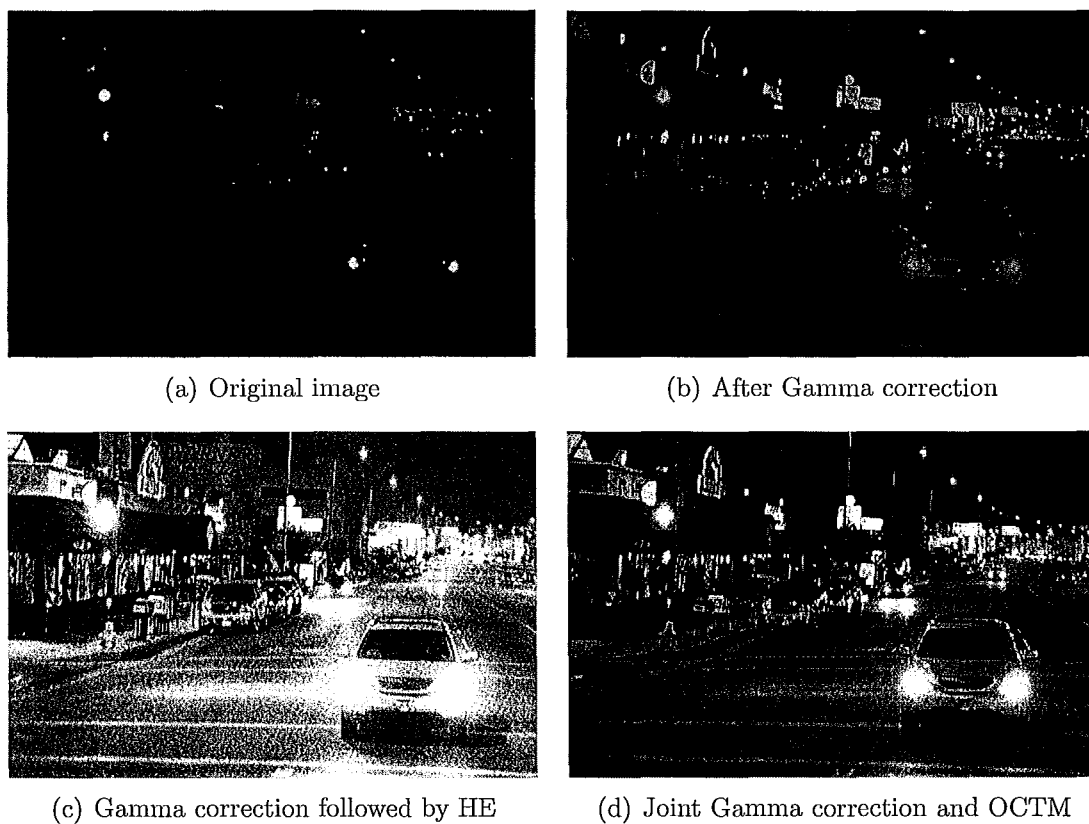 (a) Original image
(b) After Gamma correction
(c) Gamma correction followed by HE
(d) Joint Gamma correction and OCTM